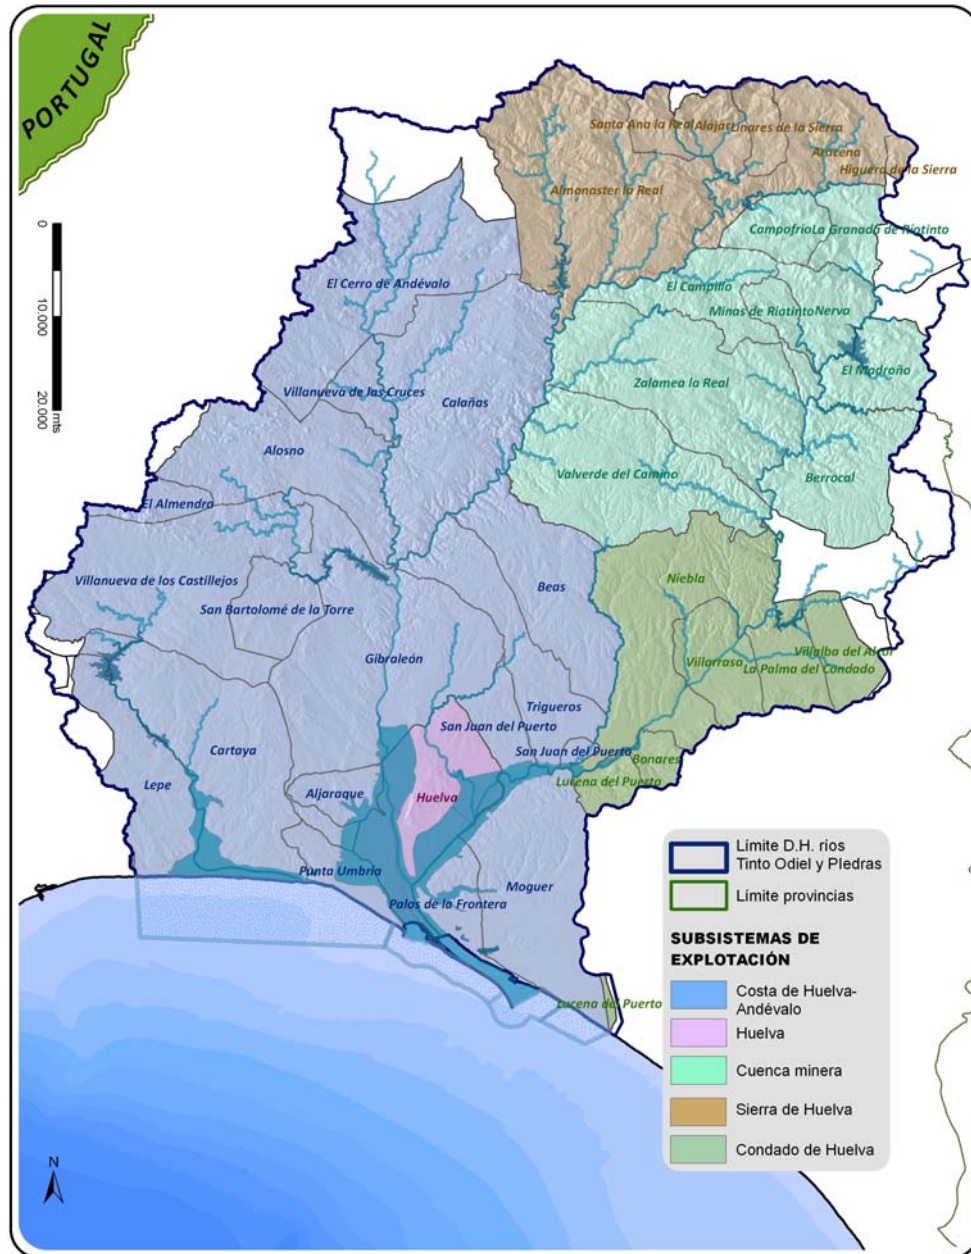 PORTUGAL
Santa Ana la Real
Alajar
Linares de la Sierra
Aracena
Higuera de la Sierra
Almonaster la Real
Campofrio
La Granada de Riotinto
0
10.000
20.000
mts
El Cerro de Andévalo
El Campillo
Minas de Riotinto
Nerva
El Madroño
Villanueva de las Cruces
Calañas
Zalamea la Real
Alosno
Valverde del Camino
Berrocal
El Almendro
Villanueva de los Castillejos
San Bartolomé de la Torre
Beas
Niebla
Gibraleón
Villarrasa
Villalba del Alcor
La Palma del Condado
Trigueros
San Juan del Puerto
San Juan del Puerto
Cartaya
Bonares
Lepe
Aljaraque
Huelva
Lucena del Puerto
Punta Umbria
Moguer
Palos de la Frontera
Lucena del Puerto
Límite D.H. ríos
Tinto Odiel y PIedras
Límite provincias
SUBSISTEMAS DE
EXPLOTACIÓN
Costa de Huelva-
Andévalo
Huelva
Cuenca minera
Sierra de Huelva
Condado de Huelva
N